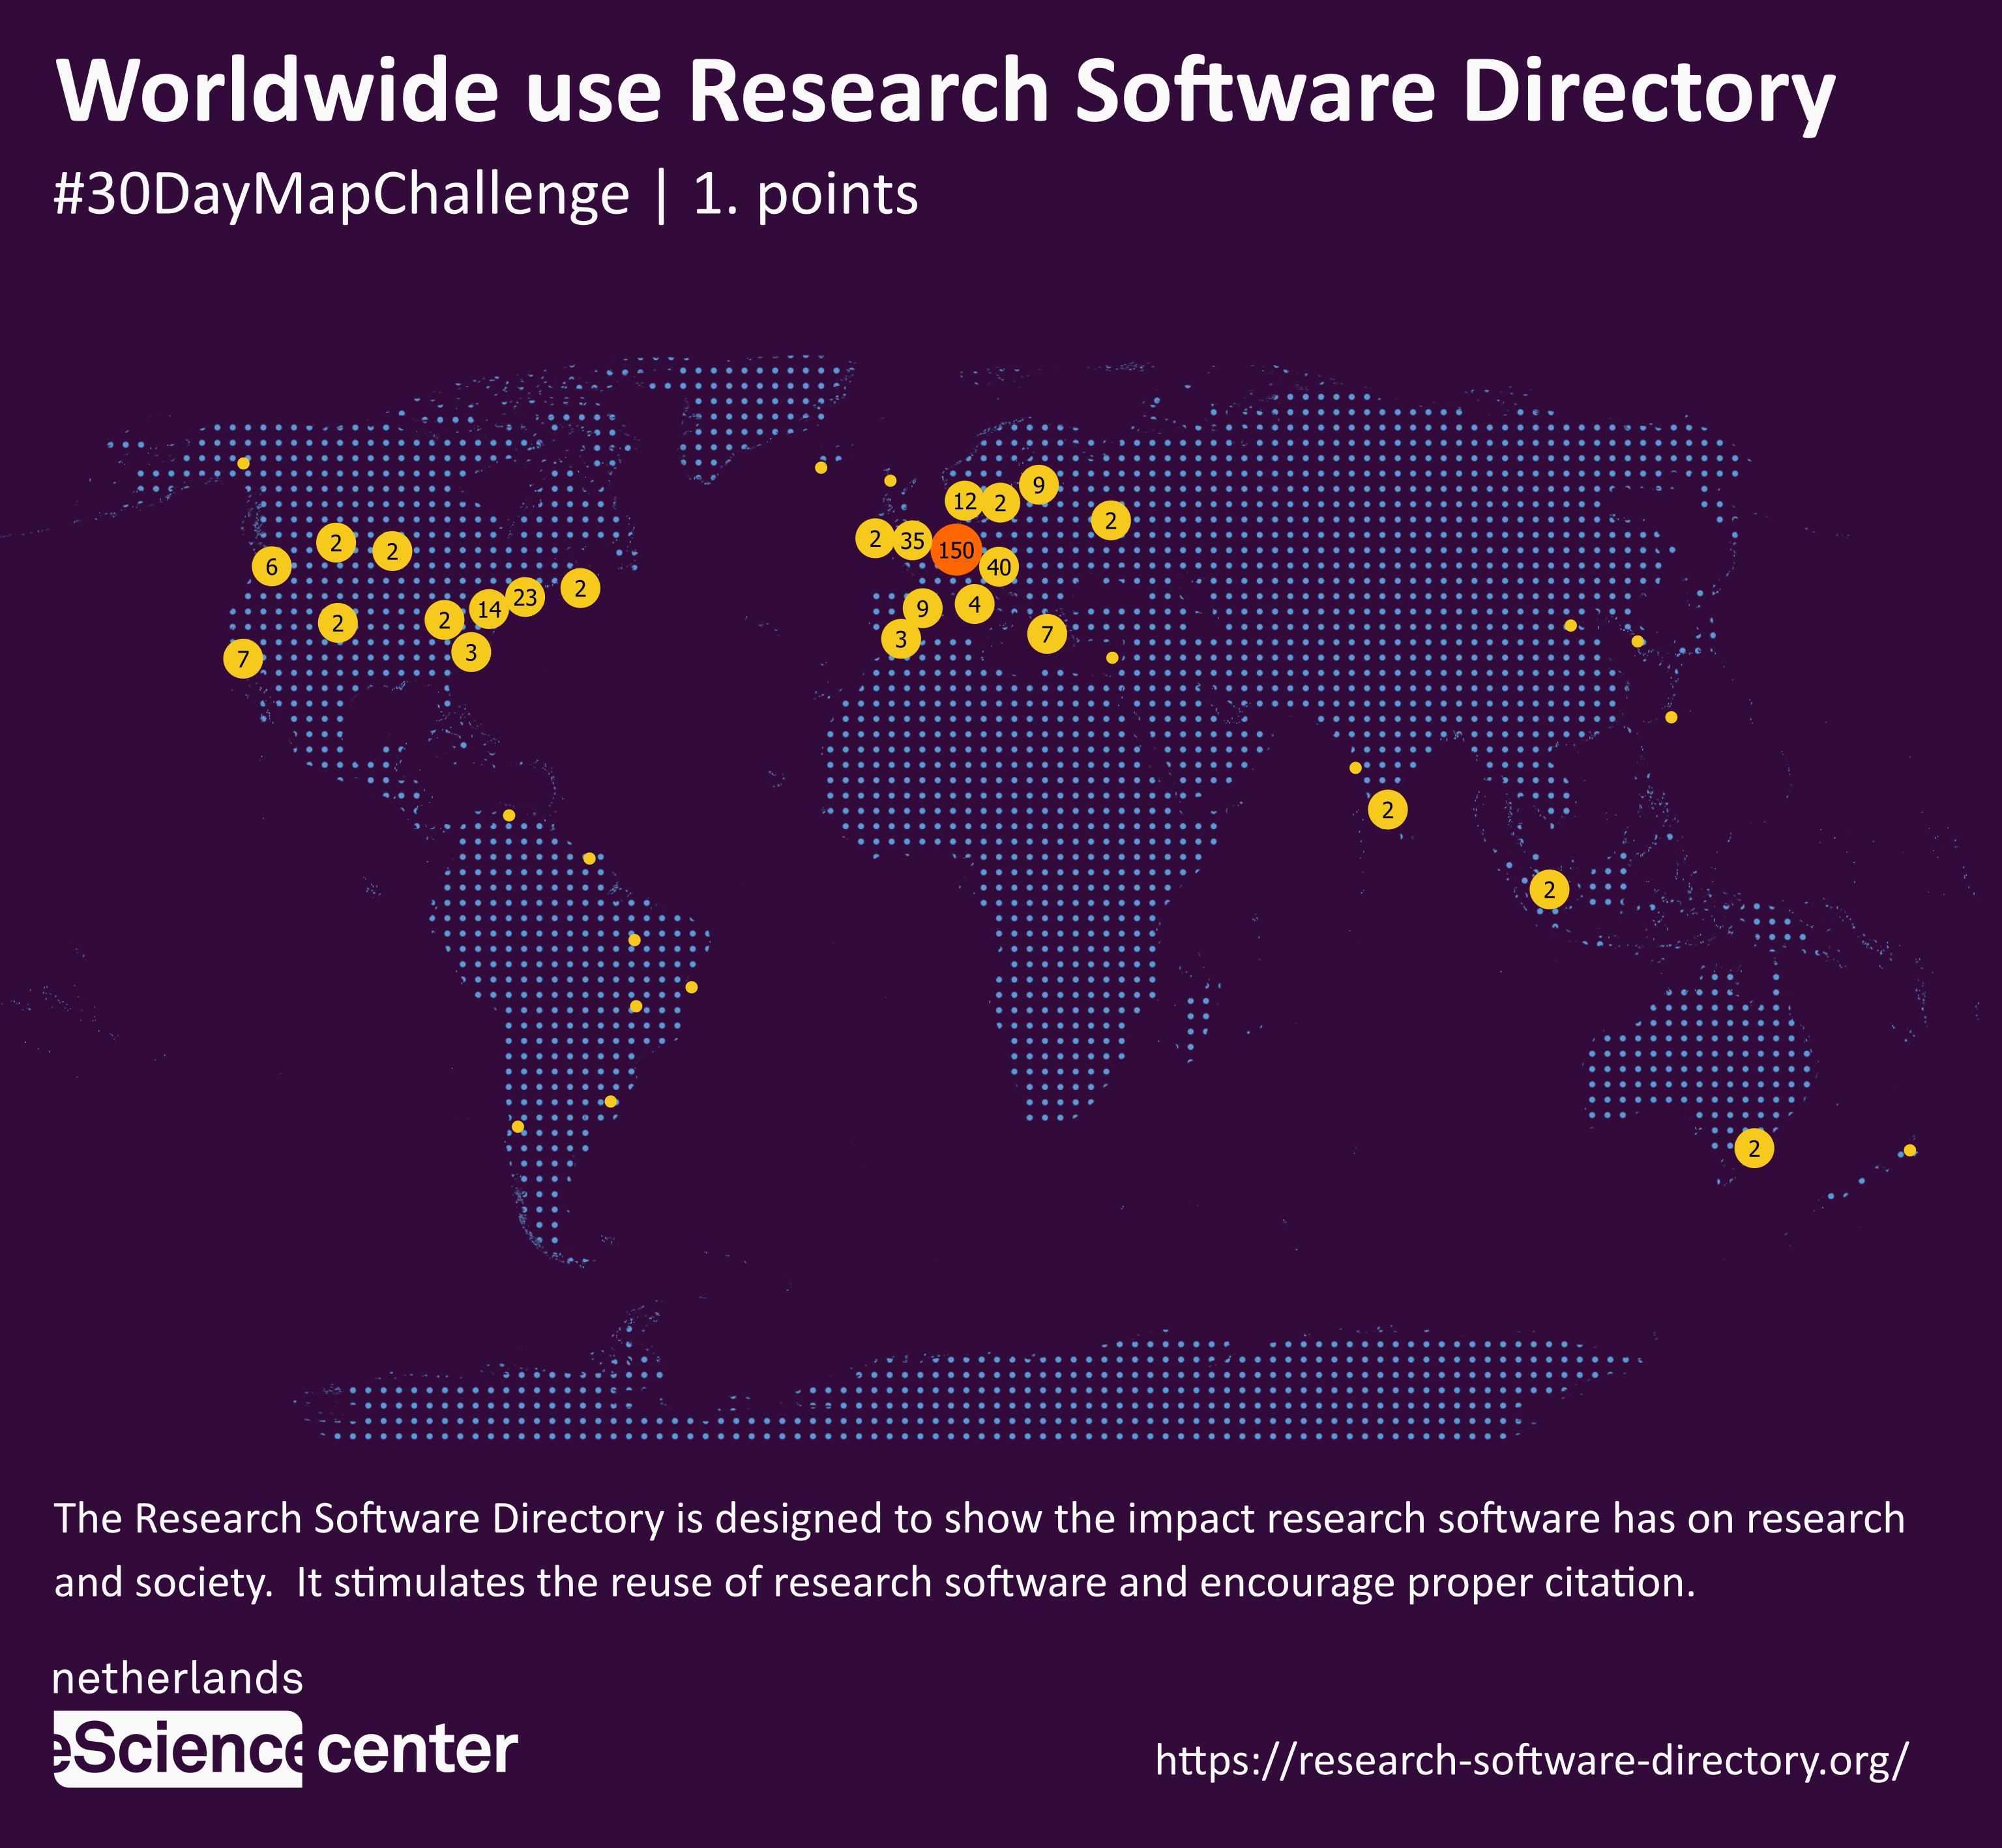 Worldwide use Research Software Directory
#30DayMapChallenge | 1. points
9
12 2
2
2 35 150
2 2
6
40
2
23
14
9 4
2 2
7
3
3
7
2
2
2
The Research Software Directory is designed to show the impact research software has on research
and society.  It stimulates the reuse of research software and encourage proper citation.
netherlands
eScience center
https://research-software-directory.org/